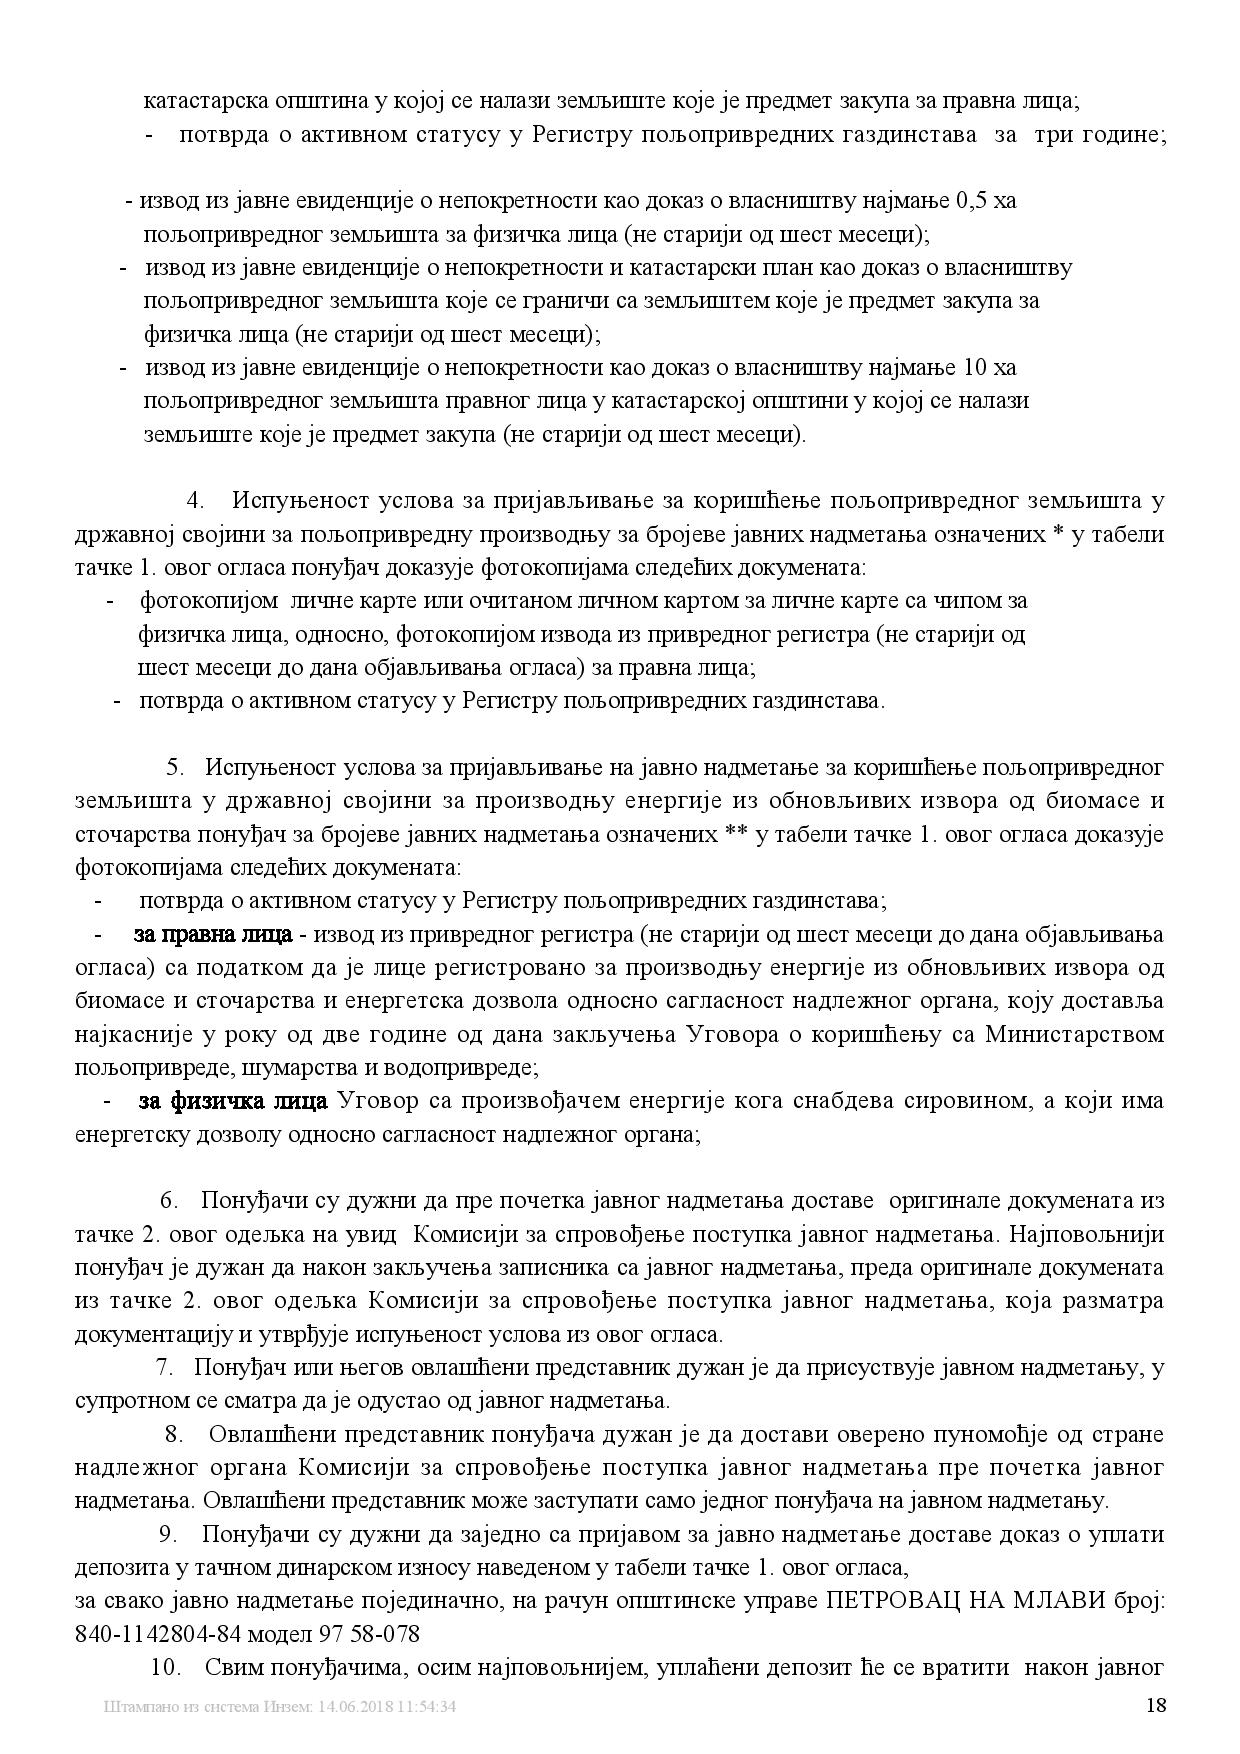 катастарска општина у којој се налази земљиште које је предмет закупа за правна лица;
- потврда о активном статусу у Регистру пољопривредних газдинстава за три године;
- извод из јавне евиденције о непокретности као доказ о власништву најмање 0,5 ха
пољопривредног земљишта за физичка лица (не старији од шест месеци);
- извод из јавне евиденције о непокретности и катастарски план као доказ о власништву
пољопривредног земљишта које се граничи са земљиштем које је предмет закупа за
физичка лица (не старији од шест месеци);
- извод из јавне евиденције о непокретности као доказ о власништву најмање 10 ха
пољопривредног земљишта правног лица у катастарској општини у којој се налази
земљиште које је предмет закупа (не старији од шест месеци).
4. Испуњеност услова за пријављивање за коришћење пољопривредног земљишта у
државној својини за пољопривредну производњу за бројеве јавних надметања означених * у табели
тачке 1. овог огласа понуђач доказује фотокопијама следећих докумената:
- фотокопијом личне карте или очитаном личном картом за личне карте са чипом за
физичка лица, односно, фотокопијом извода из привредног регистра (не старији од
шест месеци до дана објављивања огласа) за правна лица;
- потврда о активном статусу у Регистру пољопривредних газдинстава.
5. Испуњеност услова за пријављивање на јавно надметање за коришћење пољопривредног
земљишта у државној својини за производњу енергије из обновљивих извора од биомасе и
сточарства понуђач за бројеве јавних надметања означених ** у табели тачке 1. овог огласа доказује
фотокопијама следећих докумената:
- потврда о активном статусу у Регистру пољопривредних газдинстава;
- за правна лица - извод из привредног регистра (не старији од шест месеци до дана објављивања
огласа) са податком да је лице регистровано за производњу енергије из обновљивих извора од
биомасе и сточарства и енергетска дозвола односно сагласност надлежног органа, коју доставља
најкасније у року од две године од дана закључења Уговора о коришћењу са Министарством
пољопривреде, шумарства и водопривреде;
- за физичка лица Уговор са произвођачем енергије кога снабдева сировином, а који има
енергетску дозволу односно сагласност надлежног органа;
6. Понуђачи су дужни да пре почетка јавног надметања доставе оригинале документа из
тачке 2. овог одељка на увид Комисији за спровођење поступка јавног надметања. Најповољнији
понуђач је дужан да након закључења записника са јавног надметања, преда оригинале документа
из тачке 2. овог одељка Комисији за спровођење поступка јавног надметања, која разматра
документацију и утврђује испуњеност услова из овог огласа.
7. Понуђач или његов овлашћени представник дужан је да присуствује јавном надметању, у
супротном се сматра да је одустао од јавног надметања.
8. Овлашћени представник понуђача дужан је да достави оверено пуномоћје од стране
надлежног органа Комисији за спровођење поступка јавног надметања пре почетка јавног
надметања. Овлашћени представник може заступати само једног понуђача на јавном надметању.
9. Понуђачи су дужни да заједно са пријавом за јавно надметање доставе доказ о уплати
депозита у тачном динарском износу наведеном у табели тачке 1. овог огласа,
за свако јавно надметање појединачно, на рачун општинске управе ПЕТРОВАЦ НА МЛАВИ број:
840-1142804-84 модел 97 58-078
10. Свим понуђачима, осим најповољнијем, уплаћени депозит ће се вратити након јавног
Штампано из система Инзем: 14.06.2018 11:54:34
18